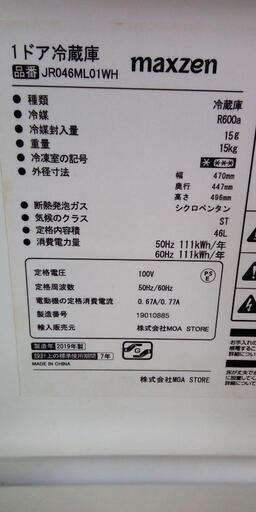 1ドア冷蔵庫 maxzen
品番 JR046ML01WH
● 種類 冷蔵庫
● 冷媒 R600a
● 冷媒封入量 15g
● 重量 15kg
● 冷凍室の記号
● 外径寸法 幅 470mm
奥行 447mm
高さ 496mm
● 断熱発泡ガス シクロペンタン
● 気候のクラス ST
● 定格内容積 46L
● 消費電力量 50Hz 111kWh/年
60Hz 111kWh/年
定格電圧 100V
定格周波数 50Hz/60Hz
電動機の定格消費電流 0.67A/0.77A
製造番号 19010885
輸入販売元 株式会社MOA STORE
PSE
製造年 2019年製
設計上の標準使用期間 7年
MADE IN CHINA
株式会社MOA STORE